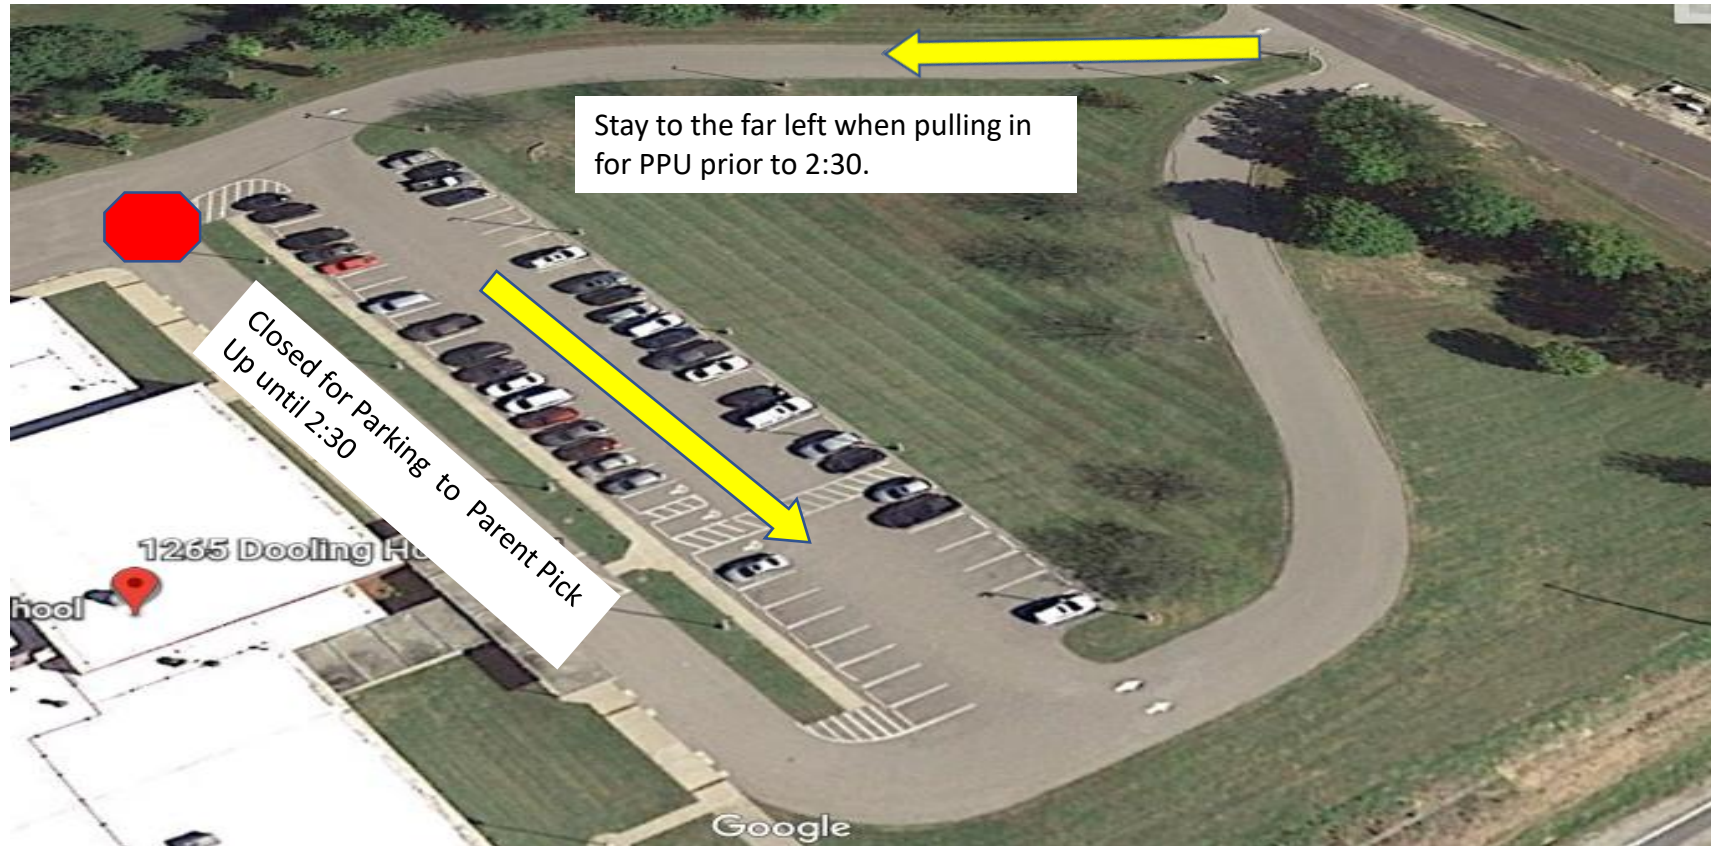 Stay to the far left when pulling in
for PPU prior to 2:30.
Closed for Parking to Parent Pick
Up until 2:30
1265 Dooling
hool
Google